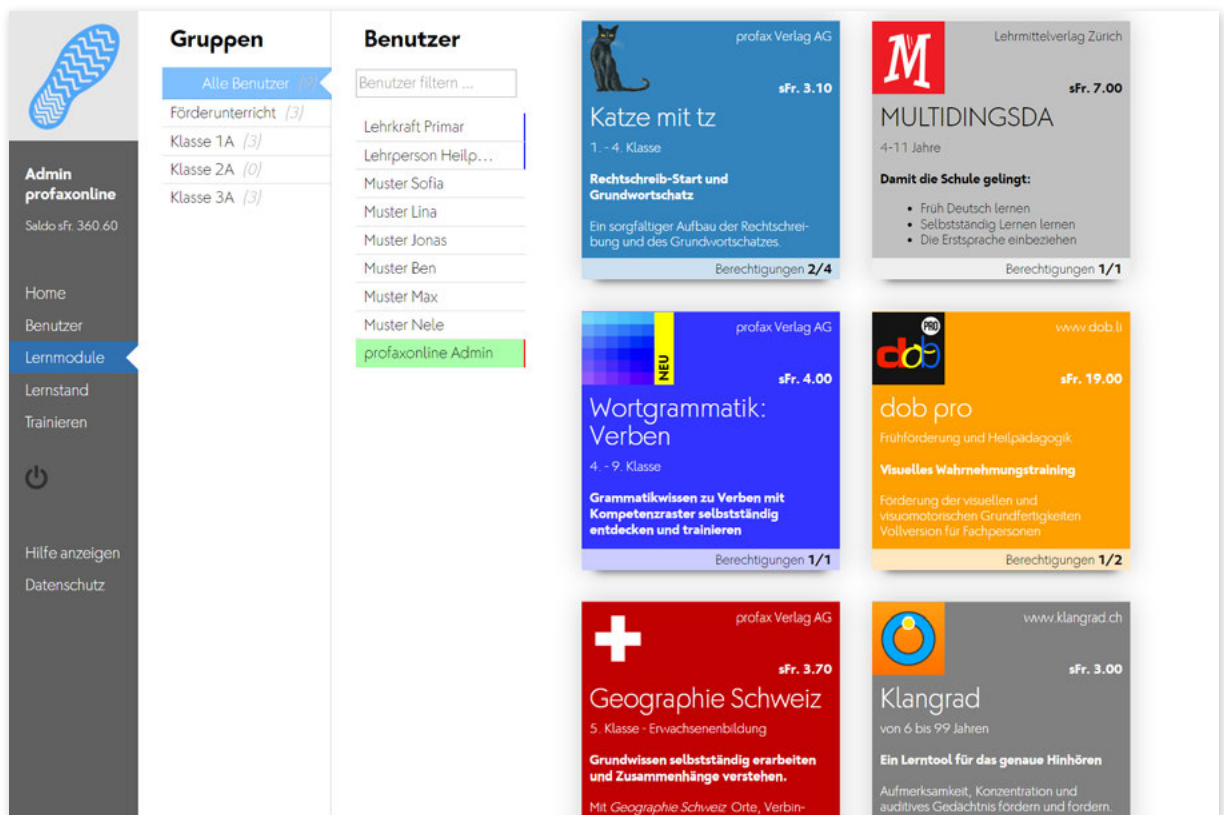 Admin
profaxonline
Saldo sFr. 360.60
Home
Benutzer
Lernmodule
Lernstand
Trainieren
Hilfe anzeigen
Datenschutz
Gruppen
Alle Benutzer (9)
Förderunterricht (3)
Klasse 1A (3)
Klasse 2A (0)
Klasse 3A (3)
Benutzer
Benutzer filtern ...
Lehrkraft Primar
Lehrperson Heilp...
Muster Sofia
Muster Lina
Muster Jonas
Muster Ben
Muster Max
Muster Nele
profaxonline Admin
profax Verlag AG
sFr. 3.10
Katze mit tz
1. - 4. Klasse
Rechtschreib-Start und
Grundwortschatz
Ein sorgfältiger Aufbau der Rechtschrei-
bung und des Grundwortschatzes.
Berechtigungen 2/4
M
Lehrmittelverlag Zürich
sFr. 7.00
MULTIDINGSDA
4-11 Jahre
Damit die Schule gelingt:
• Früh Deutsch lernen
• Selbstständig Lernen lernen
• Die Erstsprache einbeziehen
Berechtigungen 1/1
NEU
profax Verlag AG
sFr. 4.00
Wortgrammatik:
Verben
4. - 9. Klasse
Grammatikwissen zu Verben mit
Kompetenzraster selbstständig
entdecken und trainieren
Berechtigungen 1/1
PRO
dob
www.dob.li
sFr. 19.00
dob pro
Frühförderung und Heilpädagogik
Visuelles Wahrnehmungstraining
Förderung der visuellen und
visuomotorischen Grundfertigkeiten
Vollversion für Fachpersonen
Berechtigungen 1/2
profax Verlag AG
sFr. 3.70
Geographie Schweiz
5. Klasse - Erwachsenenbildung
Grundwissen selbstständig erarbeiten
und Zusammenhänge verstehen.
Mit Geographie Schweiz Orte, Verbin-
www.klangrad.ch
sFr. 3.00
Klangrad
von 6 bis 99 Jahren
Ein Lerntool für das genaue Hinhören
Aufmerksamkeit, Konzentration und
auditives Gedächtnis fördern und fordern.